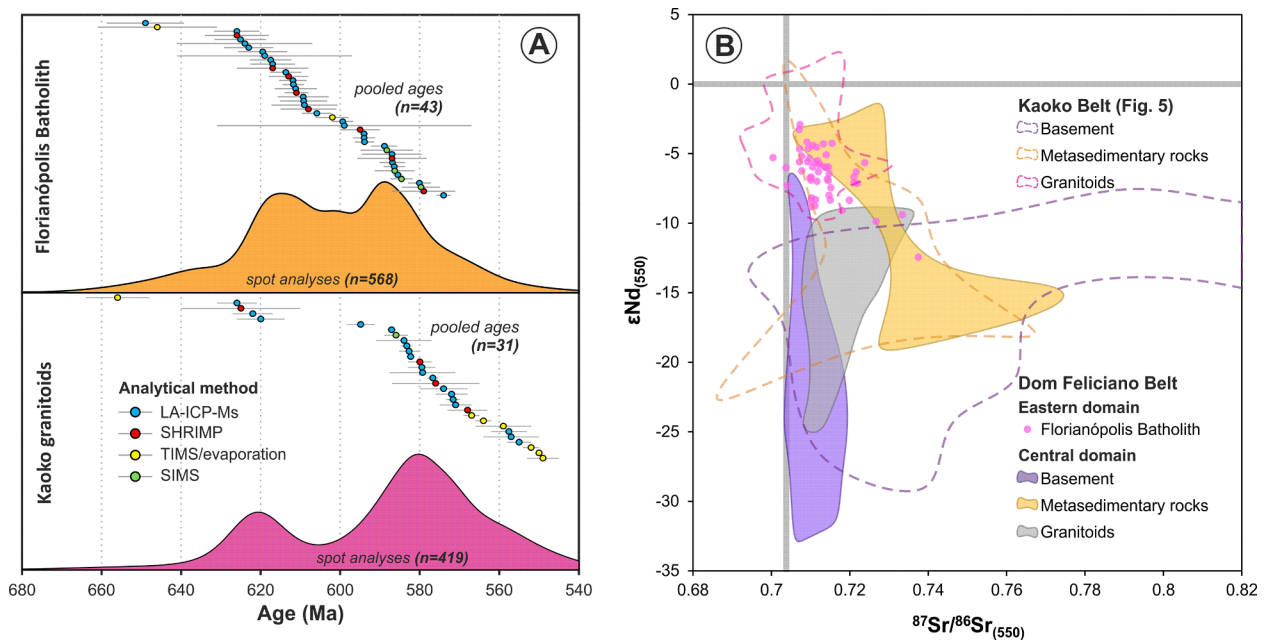 A
Florianópolis Batholith
pooled ages
(n=43)
spot analyses (n=568)
pooled ages
(n=31)
Kaoko granitoids
Analytical method
LA-ICP-Ms
SHRIMP
TIMS/evaporation
SIMS
spot analyses (n=419)
680 660 640 620 600 580 560 540
Age (Ma)
B
5
0
-5
-10
-15
-20
-25
-30
-35
εNd(550)
Kaoko Belt (Fig. 5)
Basement
Metasedimentary rocks
Granitoids
Dom Feliciano Belt
Eastern domain
Florianópolis Batholith
Central domain
Basement
Metasedimentary rocks
Granitoids
0.68 0.7 0.72 0.74 0.76 0.78 0.8 0.82
87Sr/86Sr(550)